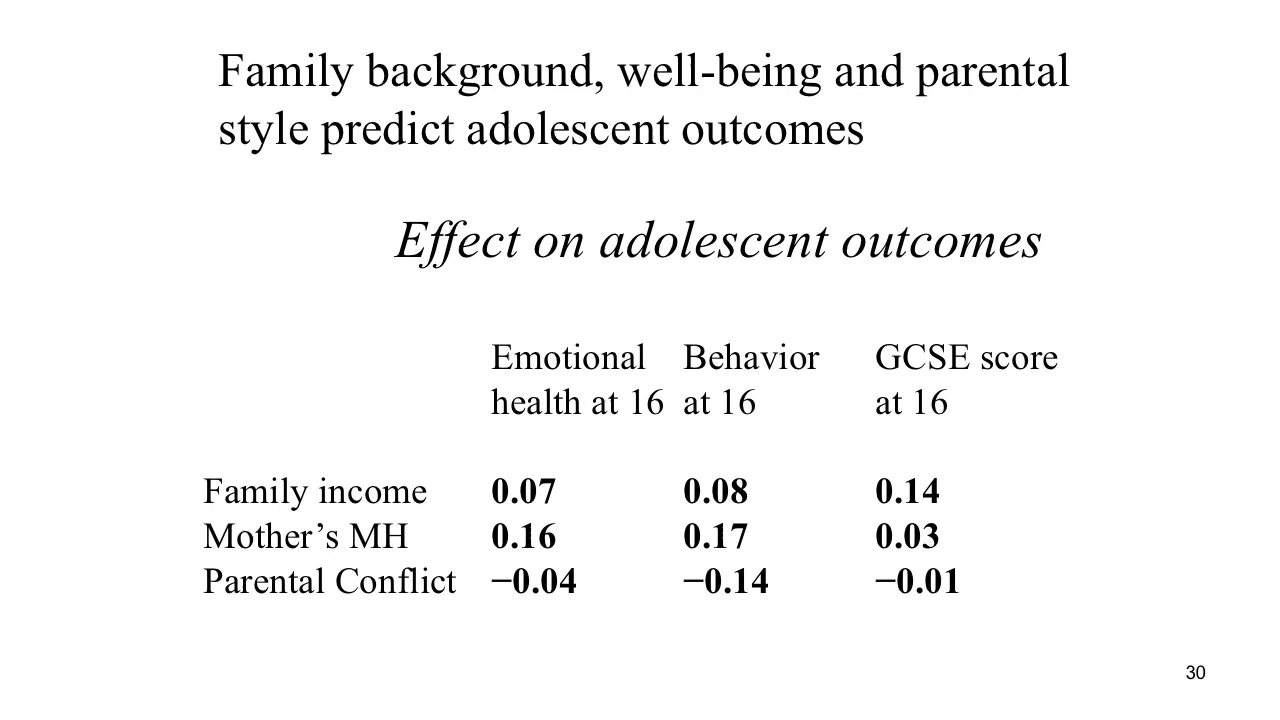 Family background, well-being and parental
style predict adolescent outcomes
Effect on adolescent outcomes
Emotional Behavior GCSE score
health at 16 at 16 at 16
Family income 0.07 0.08 0.14
Mother’s MH 0.16 0.17 0.03
Parental Conflict −0.04 −0.14 −0.01
30